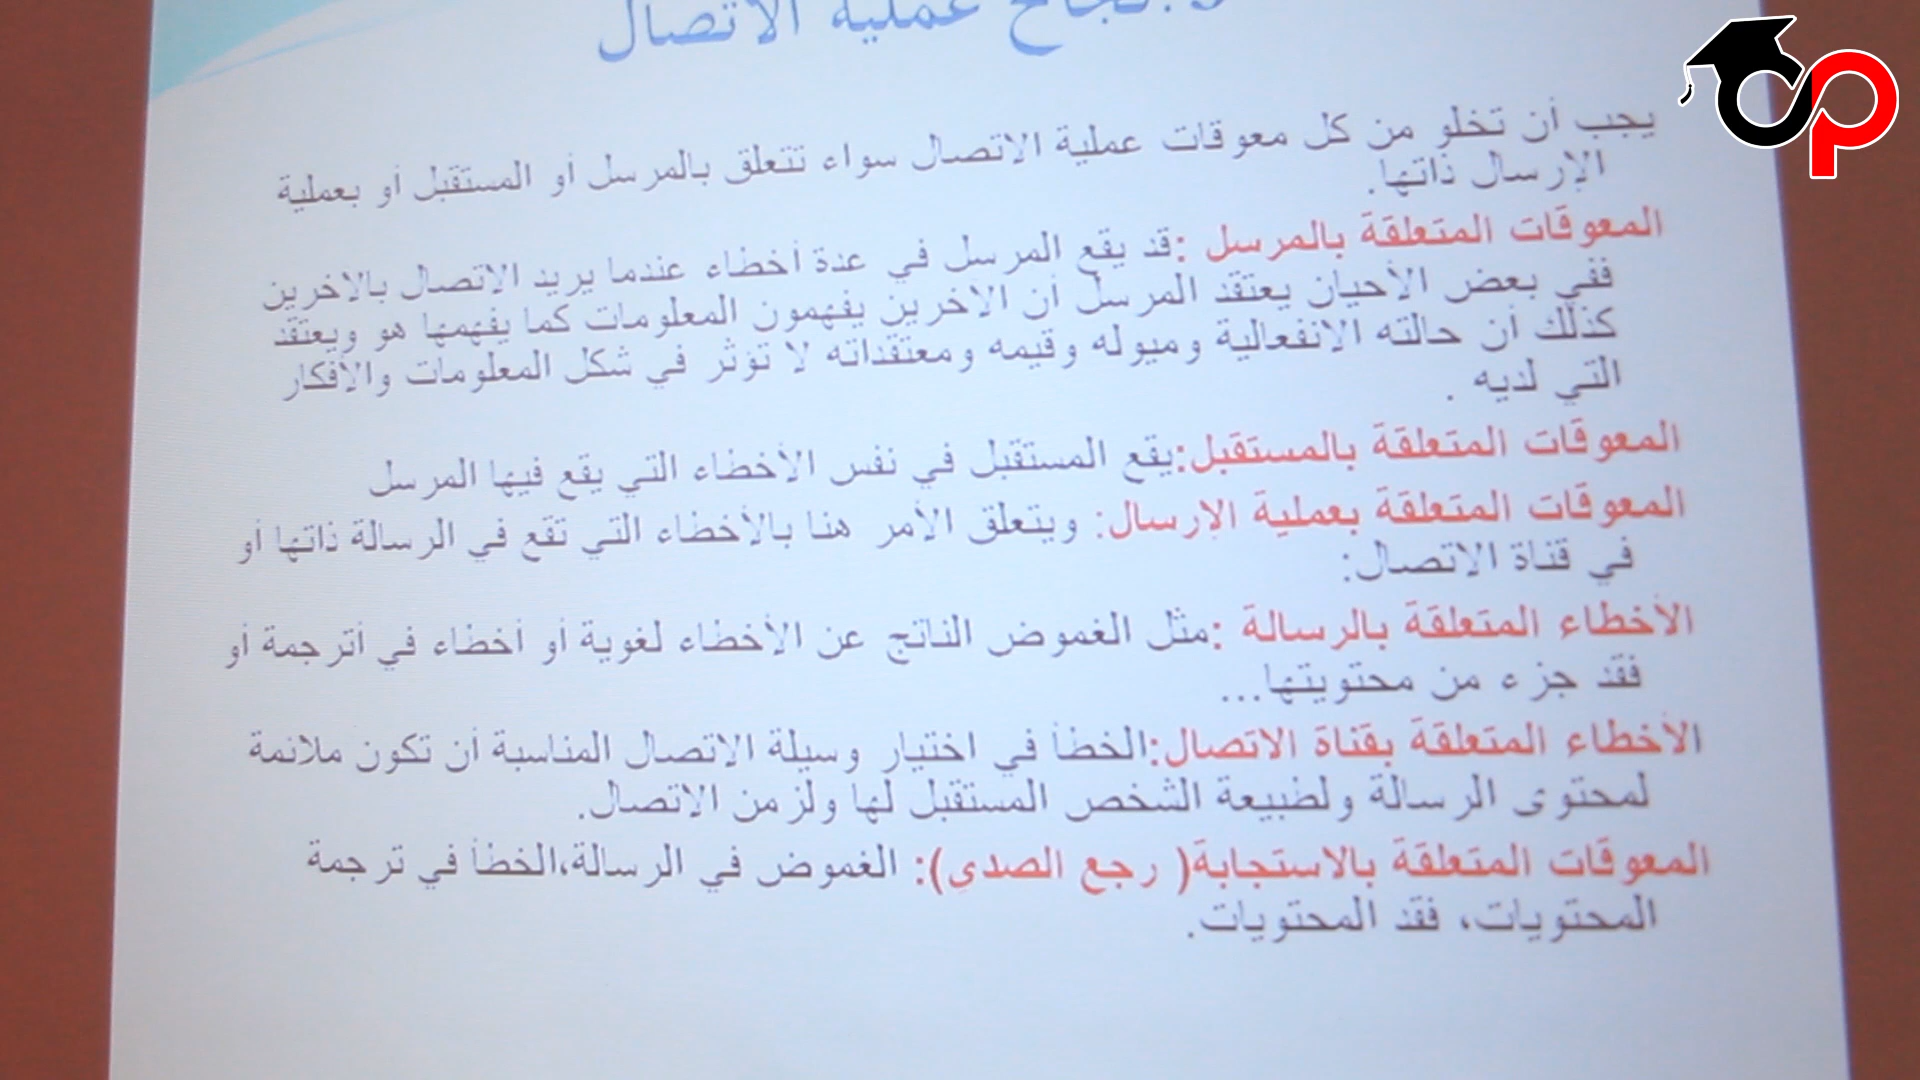 نجاح عملية الاتصال
يجب أن تخلو من كل معوقات عملية الاتصال سواء تتعلق بالمرسل أو المستقبل أو بعملية
الإرسال ذاتها.
المعوقات المتعلقة بالمرسل :قد يقع المرسل في عدة أخطاء عندما يريد الاتصال بالاخرين
ففي بعض الأحيان يعتقد المرسل أن الاخرين يفهمون المعلومات كما يفهمها هو ويعتقد
كذلك أن حالته الانفعالية وميوله وقيمه ومعتقداته لا تؤثر في شكل المعلومات والأفكار
التي لديه .
المعوقات المتعلقة بالمستقبل:يقع المستقبل في نفس الأخطاء التي يقع فيها المرسل
المعوقات المتعلقة بعملية الإرسال: ويتعلق الأمر هنا بالأخطاء التي تقع في الرسالة ذاتها أو
في قناة الاتصال:
الأخطاء المتعلقة بالرسالة :مثل الغموض الناتج عن الأخطاء لغوية أو أخطاء في أترجمة أو
فقد جزء من محتويتها...
الأخطاء المتعلقة بقناة الاتصال:الخطأ في اختيار وسيلة الاتصال المناسبة أن تكون ملائمة
لمحتوى الرسالة ولطبيعة الشخص المستقبل لها ولزمن الاتصال.
المعوقات المتعلقة بالاستجابة( رجع الصدى): الغموض في الرسالة،الخطأ في ترجمة
المحتويات، فقد المحتويات.